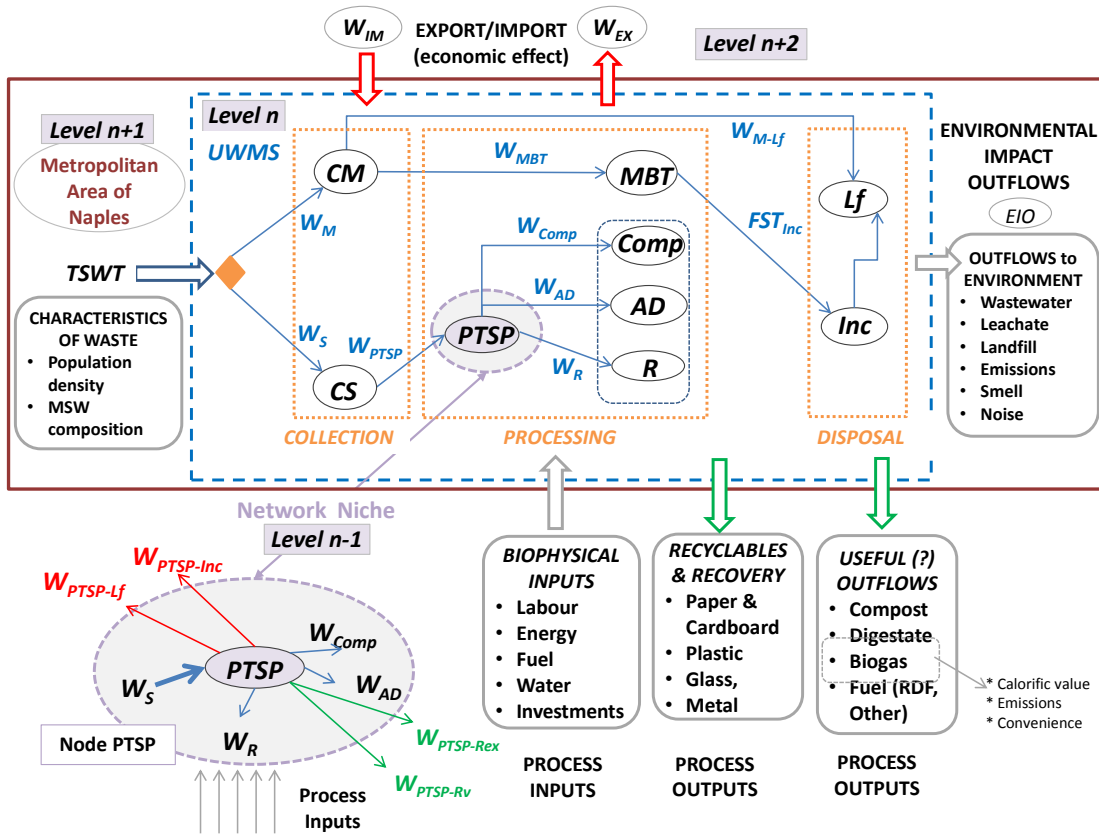 W_IM
EXPORT/IMPORT
(economic effect)
W_EX
Level n+2
Level n+1
Metropolitan
Area of
Naples
Level n
UWMS
CM
W_MBT
MBT
W_M-Lf
Lf
W_M
W_Comp
Comp
FST_Inc
TSWT
W_AD
AD
Inc
W_S
W_PTSP
PTSP
W_R
R
CS
COLLECTION
PROCESSING
DISPOSAL
CHARACTERISTICS
OF WASTE
• Population
density
• MSW
composition
ENVIRONMENTAL
IMPACT
OUTFLOWS
EIO
OUTFLOWS to
ENVIRONMENT
• Wastewater
• Leachate
• Landfill
• Emissions
• Smell
• Noise
Network Niche
Level n-1
W_PTSP-Inc
W_PTSP-Lf
W_Comp
PTSP
W_S
W_AD
W_R
W_PTSP-Rex
W_PTSP-Rv
Node PTSP
Process
Inputs
BIOPHYSICAL
INPUTS
• Labour
• Energy
• Fuel
• Water
• Investments
PROCESS
INPUTS
RECYCLABLES
& RECOVERY
• Paper &
Cardboard
• Plastic
• Glass,
• Metal
PROCESS
OUTPUTS
USEFUL (?)
OUTFLOWS
• Compost
• Digestate
• Biogas
• Fuel (RDF,
Other)
PROCESS
OUTPUTS
* Calorific value
* Emissions
* Convenience